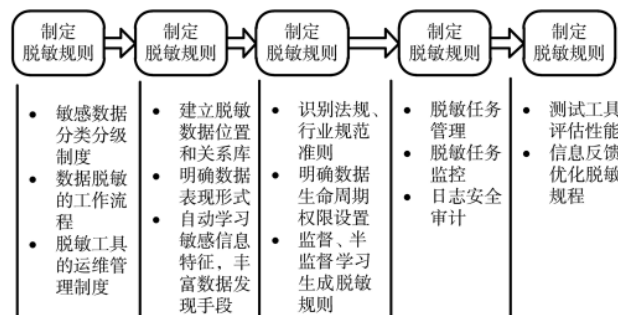 制定
脱敏规则
制定
脱敏规则
制定
脱敏规则
制定
脱敏规则
制定
脱敏规则
• 敏感数据
分类分级
制度
• 数据脱敏
的工作流
程
• 脱敏工具
的运维管
理制度
• 建立脱敏
数据位置
和关系库
• 明确数据
表现形式
• 自动学习
敏感信息
特征，丰
富数据发
现手段
• 识别法规、
行业规范
准则
• 明确数据
生命周期
权限设置
• 监督、半
监督学习
生成脱敏
规则
• 脱敏任务
管理
• 脱敏任务
监控
• 日志安全
审计
• 测试工具
评估性能
• 信息反馈
优化脱敏
规程